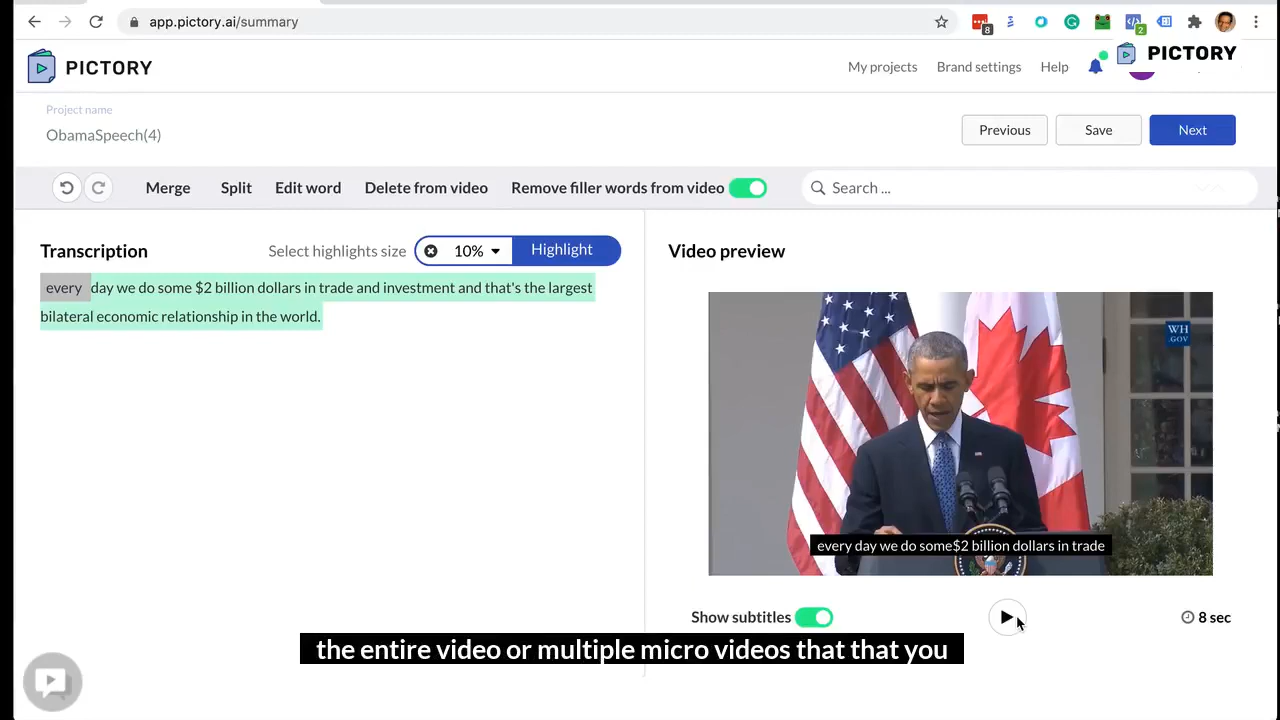 app.pictory.ai/summary
8
2
PICTORY
My projects
Brand settings
Help
PICTORY
Project name
ObamaSpeech(4)
Previous
Save
Next
Merge
Split
Edit word
Delete from video
Remove filler words from video
Search ...
Transcription
Select highlights size
10%
Highlight
every day we do some $2 billion dollars in trade and investment and that's the largest
bilateral economic relationship in the world.
Video preview
WH
.GOV
every day we do some$2 billion dollars in trade
Show subtitles
8 sec
the entire video or multiple micro videos that that you